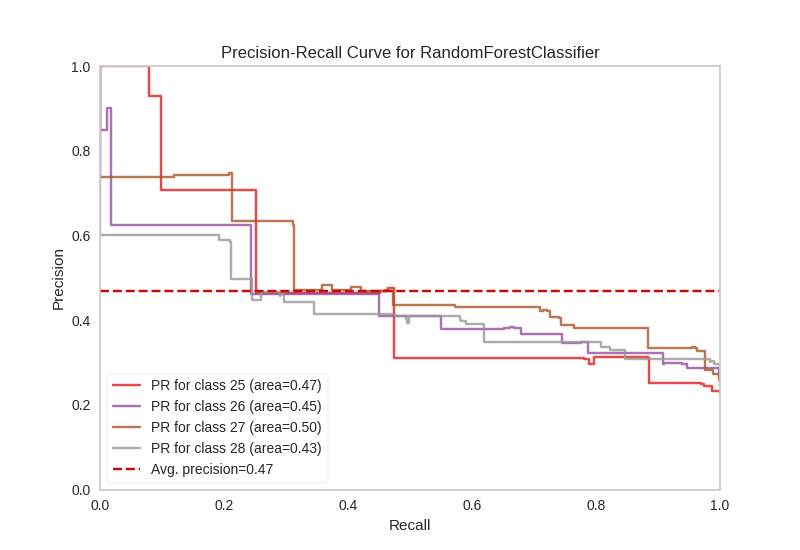 Precision-Recall Curve for RandomForestClassifier
1.0
0.8
0.6
0.4
0.2
0.0
Precision
PR for class 25 (area=0.47)
PR for class 26 (area=0.45)
PR for class 27 (area=0.50)
PR for class 28 (area=0.43)
Avg. precision=0.47
0.0 0.2 0.4 0.6 0.8 1.0
Recall